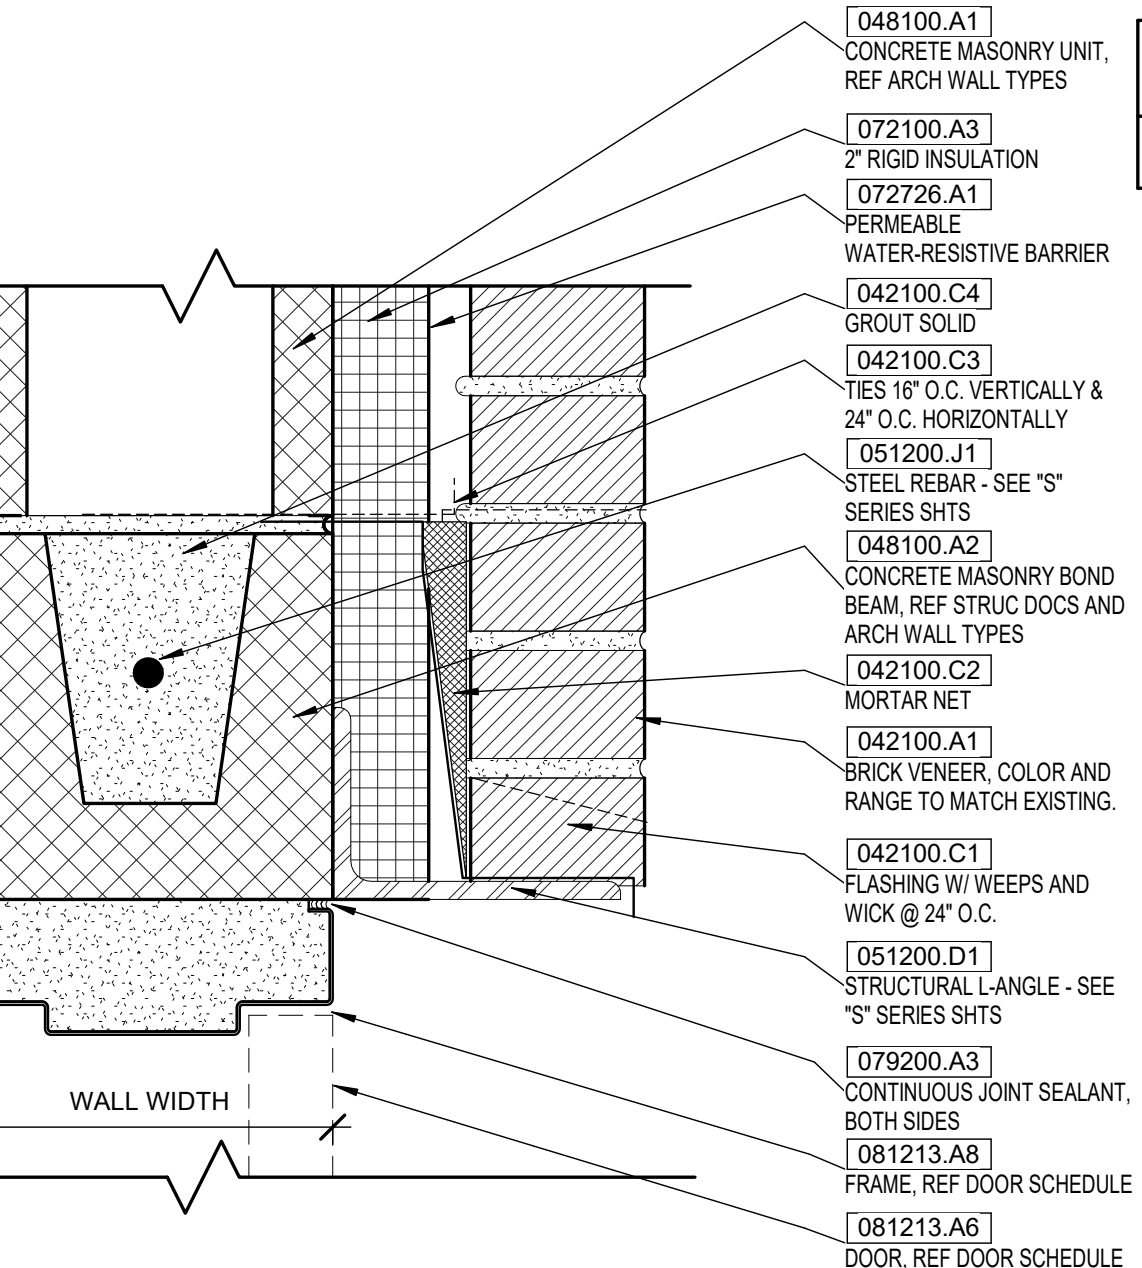 048100.A1
CONCRETE MASONRY UNIT,
REF ARCH WALL TYPES
072100.A3
2" RIGID INSULATION
072726.A1
PERMEABLE
WATER-RESISTIVE BARRIER
042100.C4
GROUT SOLID
042100.C3
TIES 16" O.C. VERTICALLY &
24" O.C. HORIZONTALLY
051200.J1
STEEL REBAR - SEE "S"
SERIES SHTS
048100.A2
CONCRETE MASONRY BOND
BEAM, REF STRUC DOCS AND
ARCH WALL TYPES
042100.C2
MORTAR NET
042100.A1
BRICK VENEER, COLOR AND
RANGE TO MATCH EXISTING.
042100.C1
FLASHING W/ WEEPS AND
WICK @ 24" O.C.
051200.D1
STRUCTURAL L-ANGLE - SEE
"S" SERIES SHTS
079200.A3
CONTINUOUS JOINT SEALANT,
BOTH SIDES
081213.A8
FRAME, REF DOOR SCHEDULE
081213.A6
DOOR, REF DOOR SCHEDULE
WALL WIDTH